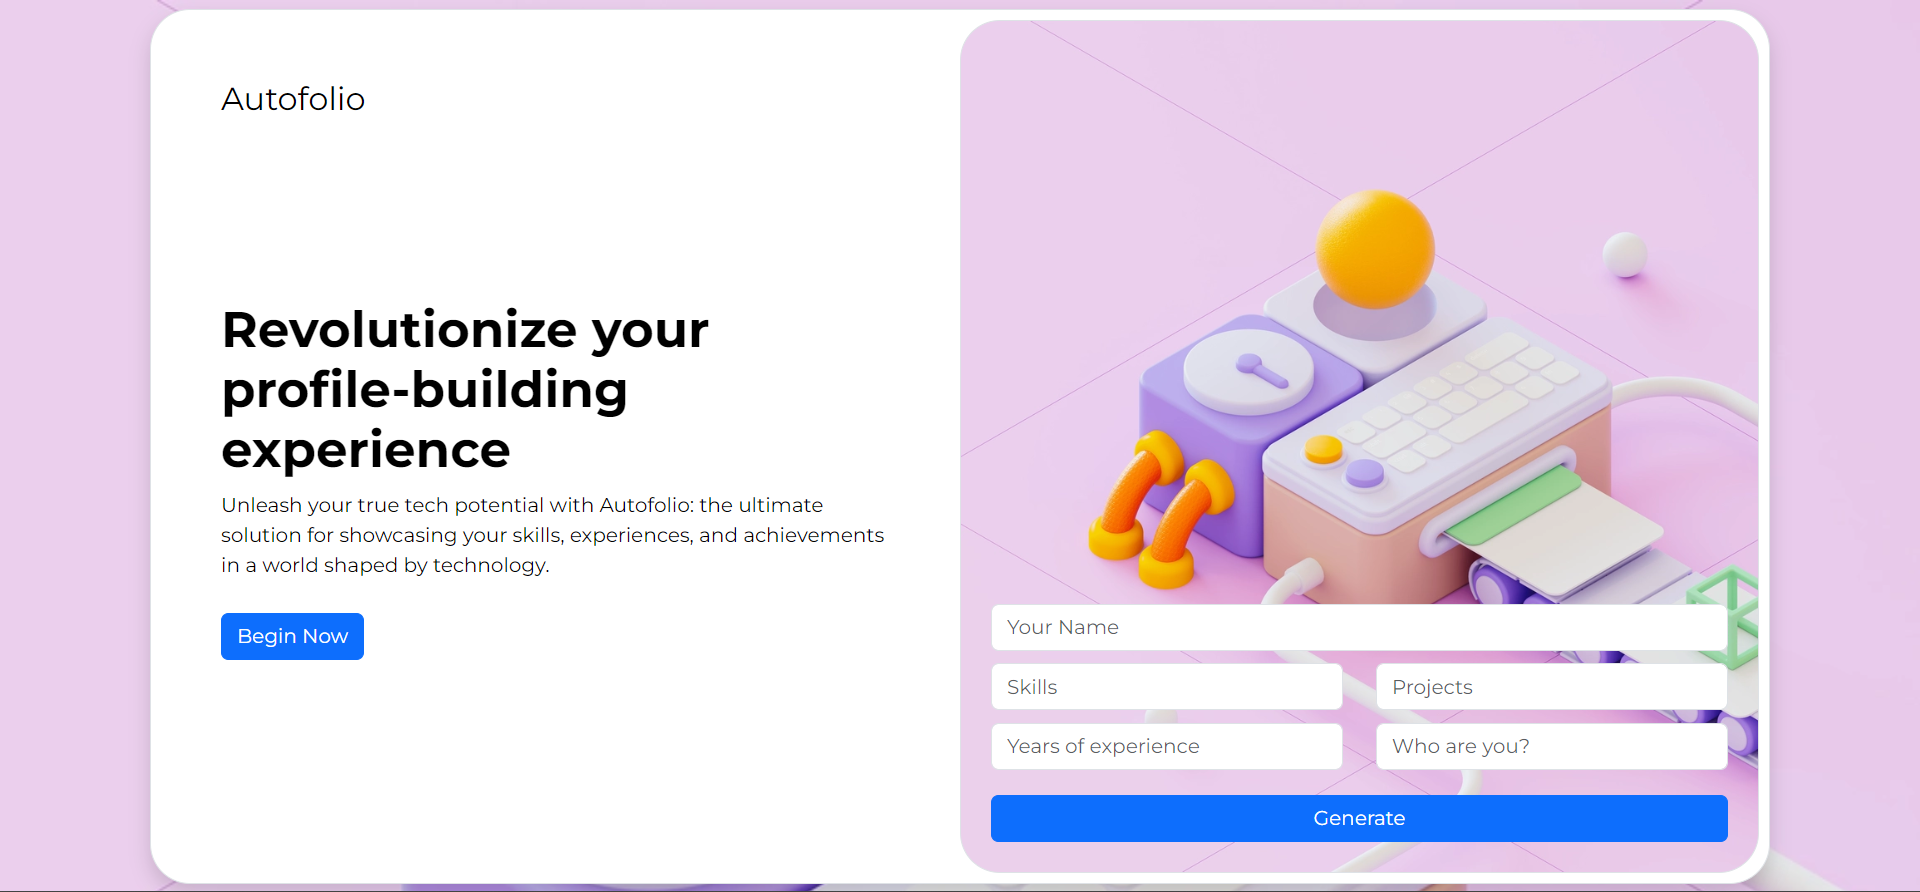 Autofolio
Revolutionize your
profile-building
experience
Unleash your true tech potential with Autofolio: the ultimate
solution for showcasing your skills, experiences, and achievements
in a world shaped by technology.
Begin Now
Your Name
Skills
Projects
Years of experience
Who are you?
Generate